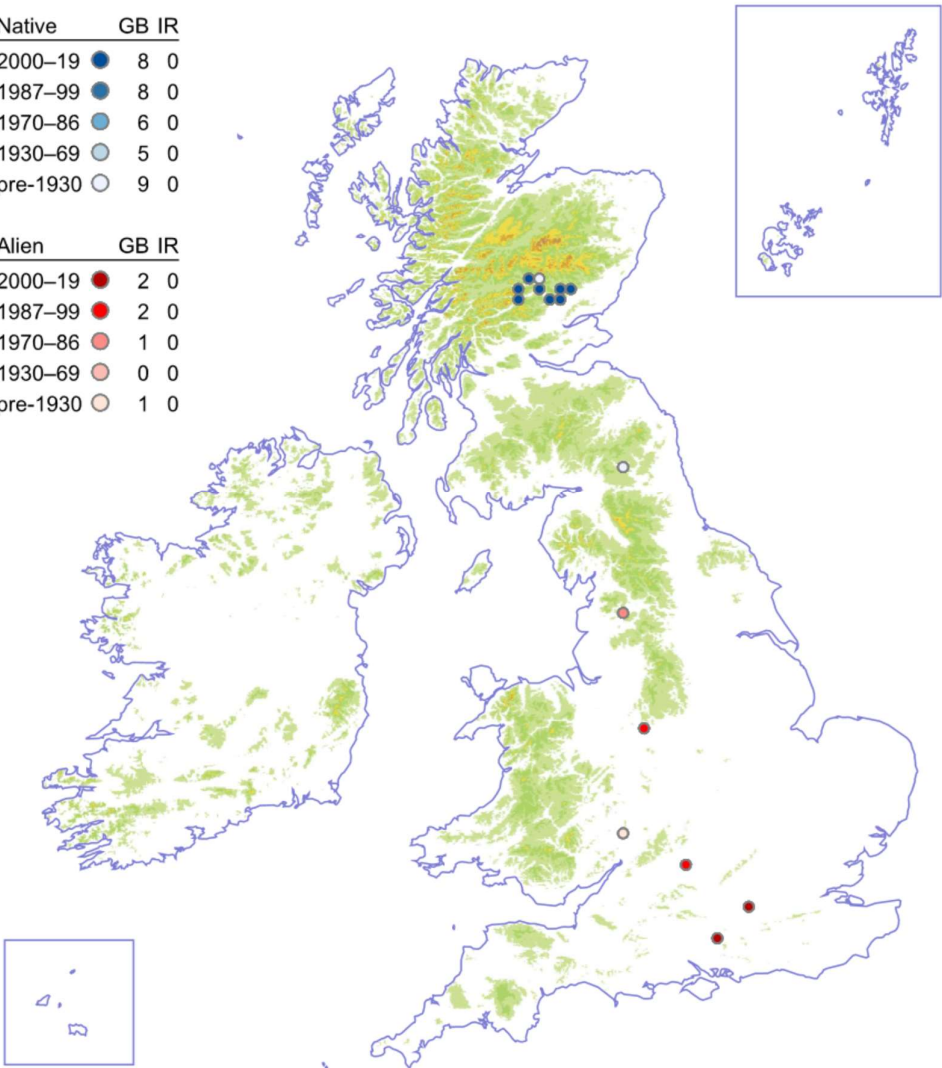 Native GB IR
2000–19 8 0
1987–99 8 0
1970–86 6 0
1930–69 5 0
pre-1930 9 0
Alien GB IR
2000–19 2 0
1987–99 2 0
1970–86 1 0
1930–69 0 0
pre-1930 1 0